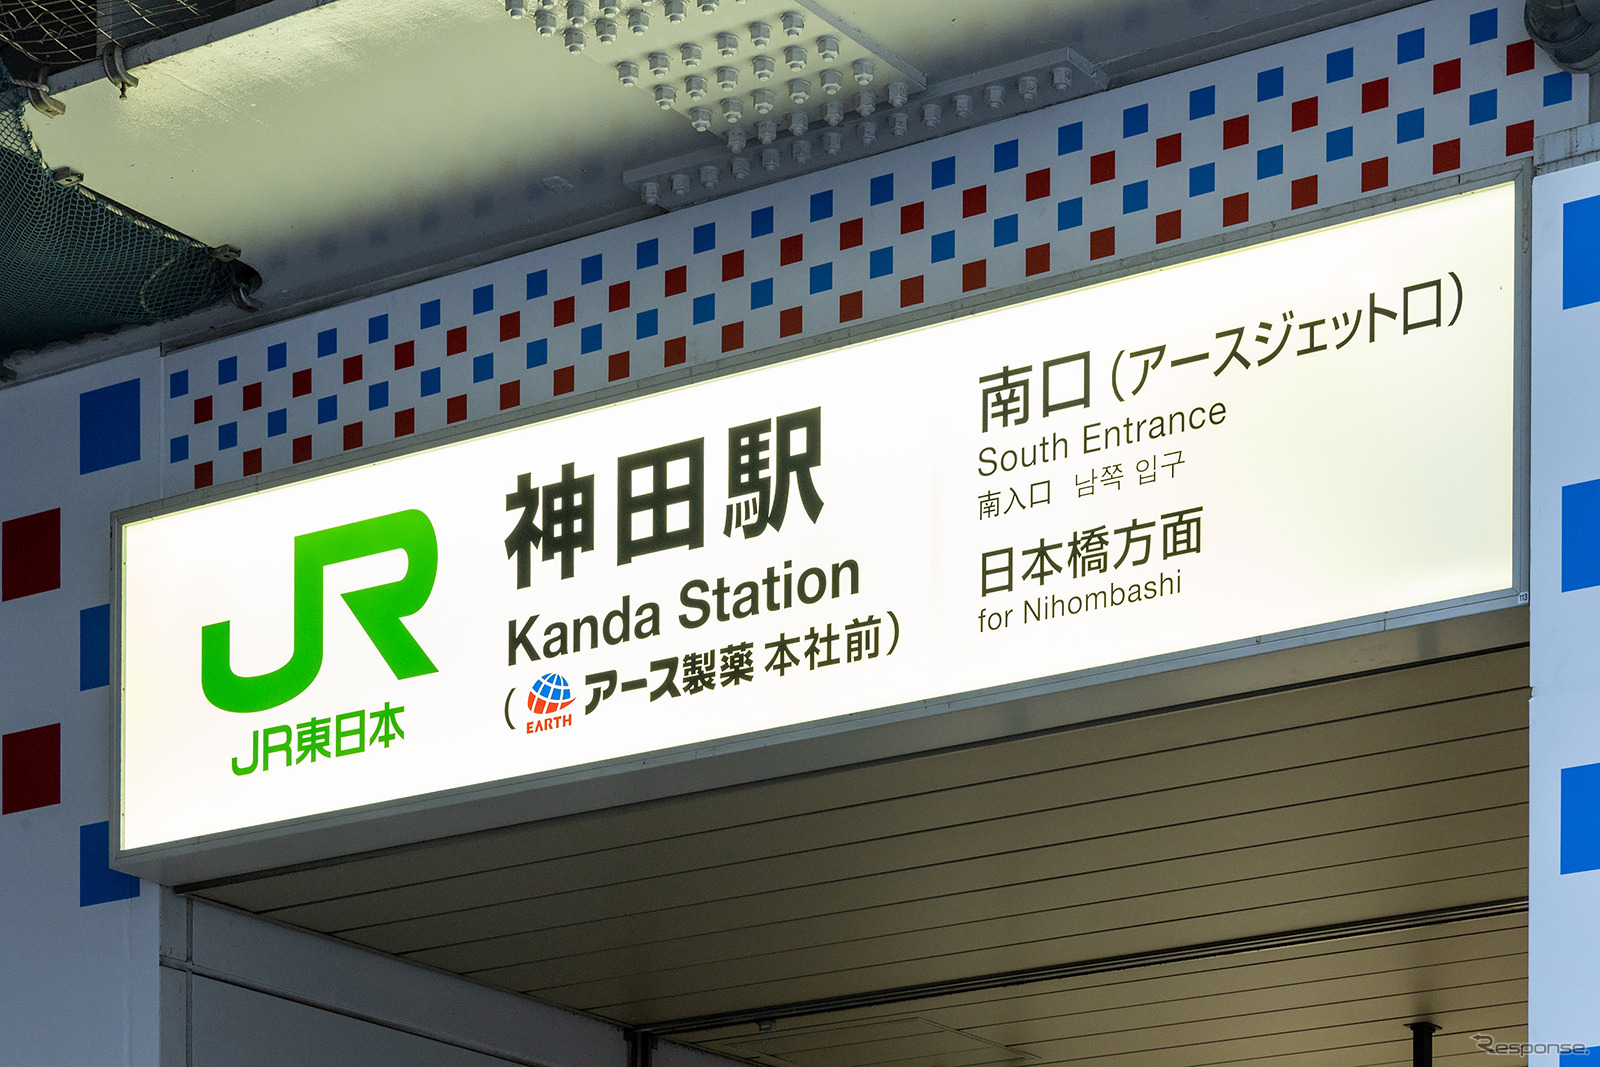 JR
JR東日本
神田駅
Kanda Station
(EARTH アース製薬 本社前)
南口 (アースジェット口)
South Entrance
南入口 남쪽 입구
日本橋方面
for Nihombashi
113
Response.